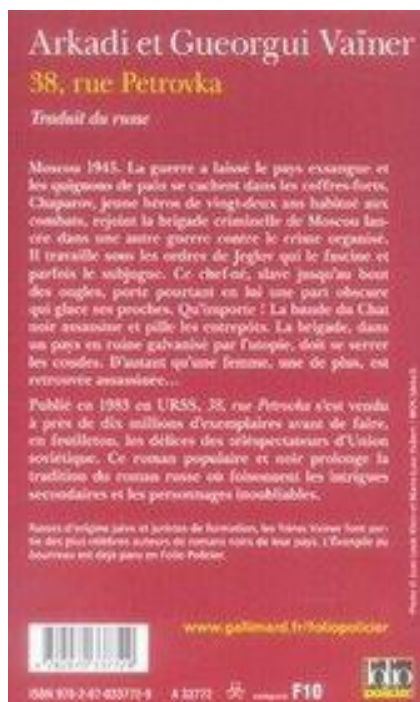 Arkadi et Gueorgui Vaïner
38, rue Petrovka
Traduit du russe
Moscou 1945. La guerre a laissé le pays exsangue et
les quignons de pain se cachent dans les coffres-forts.
Chaparov, jeune héros de vingt-deux ans habitué aux
combats, rejoint la brigade criminelle de Moscou lan-
cée dans une autre guerre contre le crime organisé.
Il travaille sous les ordres de Jeglov qui le fascine et
parfois le subjugue. Ce chef-né, slave jusqu'au bout
des ongles, porte pourtant en lui une part obscure
qui glace ses proches. Qu'importe ! La bande du Chat
noir assassine et pille les entrepôts. La brigade, dans
un pays en ruine galvanisé par l'utopie, doit se serrer
les coudes. D'autant qu'une femme, une de plus, est
retrouvée assassinée...
Publié en 1983 en URSS, 38, rue Petrovka s'est vendu
à près de dix millions d'exemplaires avant de faire,
en feuilleton, les délices des téléspectateurs d'Union
soviétique. Ce roman populaire et noir prolonge la
tradition du roman russe où foisonnent les intrigues
secondaires et les personnages inoubliables.
Russes d'origine juive et juristes de formation, les frères Vaïner font par-
tie des plus célèbres auteurs de romans noirs de leur pays. L'Évangile du
bourreau est déjà paru en Folio Policier.
www.gallimard.fr/foliopolicier
ISBN 978-2-07-033772-9 A 33772 catégorie F10
folio
policier